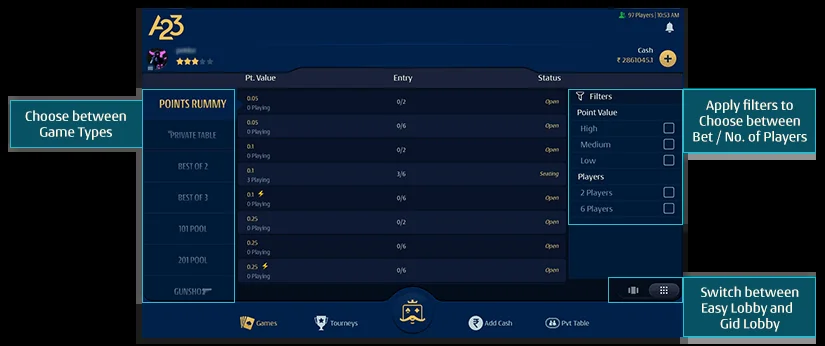 A23
97 Players | 10:53 AM
Cash
₹ 2861045.1
Pt. Value Entry Status
Choose between
Game Types
POINTS RUMMY
PRIVATE TABLE
BEST OF 2
BEST OF 3
101 POOL
201 POOL
GUNSHOT
0.05
0 Playing 0/2 Open
0.05
0 Playing 0/6 Open
0.1
0 Playing 0/2 Open
0.1
3 Playing 3/6 Seating
0.1
0 Playing 0/6 Open
0.25
0 Playing 0/2 Open
0.25
0 Playing 0/6 Open
0.25
0 Playing 0/6 Open
Filters
Point Value
High
Medium
Low
Players
2 Players
6 Players
Apply filters to
Choose between
Bet / No. of Players
Switch between
Easy Lobby and
Gid Lobby
Games
Tourneys
Add Cash
Pvt Table